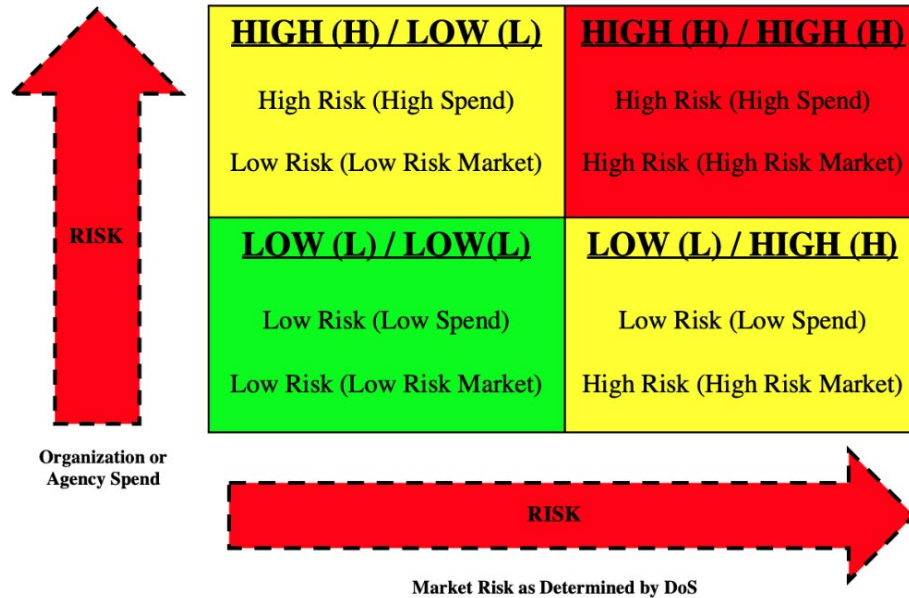 HIGH (H) / LOW (L)
High Risk (High Spend)
Low Risk (Low Risk Market)
HIGH (H) / HIGH (H)
High Risk (High Spend)
High Risk (High Risk Market)
RISK
LOW (L) / LOW(L)
Low Risk (Low Spend)
Low Risk (Low Risk Market)
LOW (L) / HIGH (H)
Low Risk (Low Spend)
High Risk (High Risk Market)
Organization or
Agency Spend
RISK
Market Risk as Determined by DoS